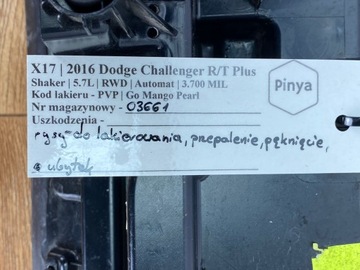 X17 | 2016 Dodge Challenger R/T Plus
Shaker | 5.7L | RWD | Automat | 3.700 MIL
Kod lakieru - PVP | Go Mango Pearl
Nr magazynowy - 03661
Uszkodzenia -
rysy-do lakierowania, przepalenie, pęknięcie,
ubytek
Pinya